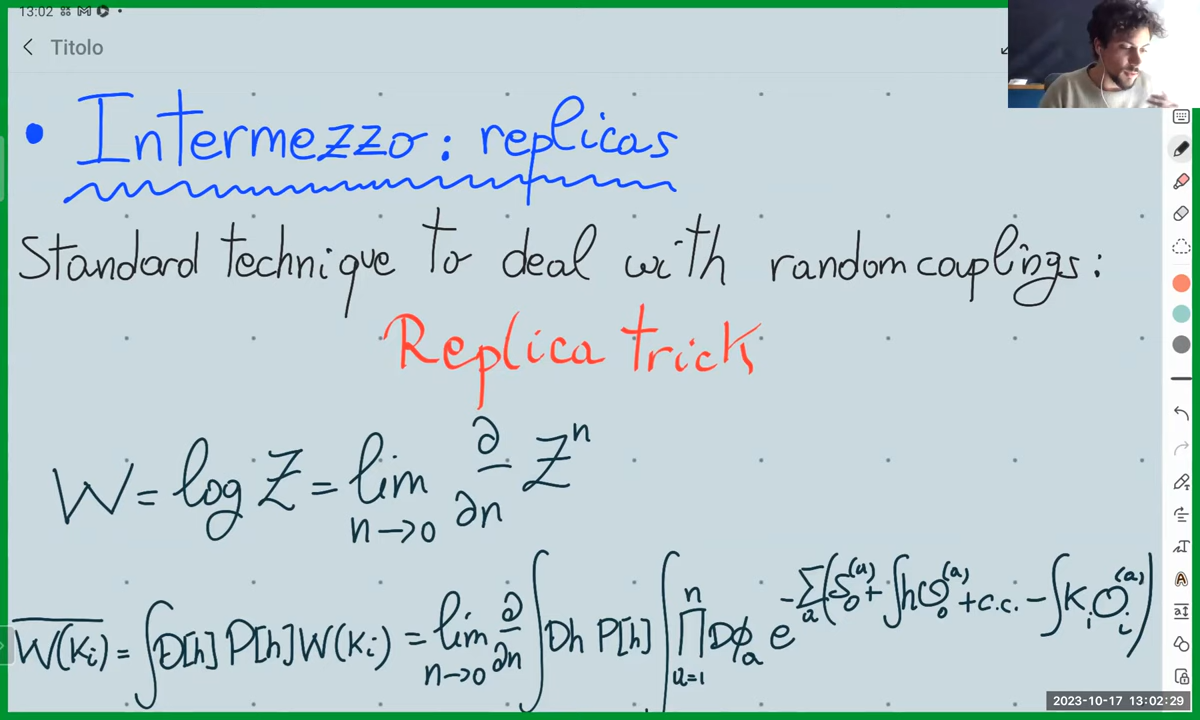 13:02
Titolo
• Intermezzo: replicas
Standard technique to deal with random couplings:
Replica trick
W = log Z = lim_{n→0} ∂/∂n Z^n
\overline{W(K_i)} = ∫D[h] P[h] W(K_i) = lim_{n→0} ∂/∂n ∫Dh P[h] ∫∏_{a=1}^{n} Dϕ_a e^{-∑_a (S_0^{(a)} + ∫h O_0^{(a)} + c.c. - ∫K_i O_i^{(a)})}
2023-10-17 13:02:29